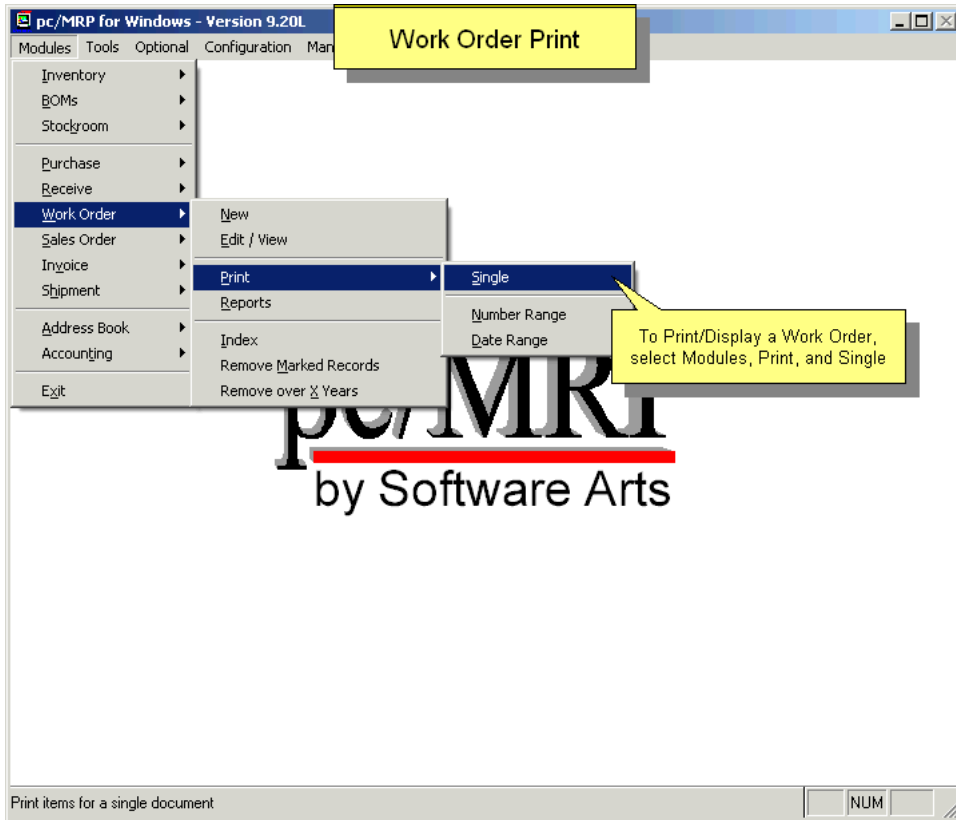 pc/MRP for Windows - Version 9.20L
Work Order Print
Modules Tools Optional Configuration Man
Inventory
BOMs
Stockroom
Purchase
Receive
Work Order
Sales Order
Invoice
Shipment
Address Book
Accounting
Exit
New
Edit / View
Print
Reports
Index
Remove Marked Records
Remove over X Years
Single
Number Range
Date Range
To Print/Display a Work Order,
select Modules, Print, and Single
pc/MRP
by Software Arts
Print items for a single document
NUM